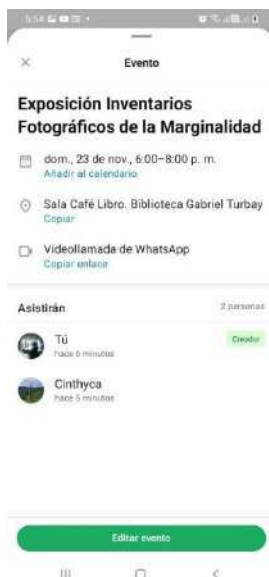 5:54
Evento
Exposición Inventarios
Fotográficos de la Marginalidad
dom., 23 de nov., 6:00–8:00 p. m.
Añadir al calendario
Sala Café Libro. Biblioteca Gabriel Turbay
Copiar
Videollamada de WhatsApp
Copiar enlace
Asistirán
2 personas
Tú
Creador
hace 6 minutos
Cinthyca
hace 5 minutos
Editar evento